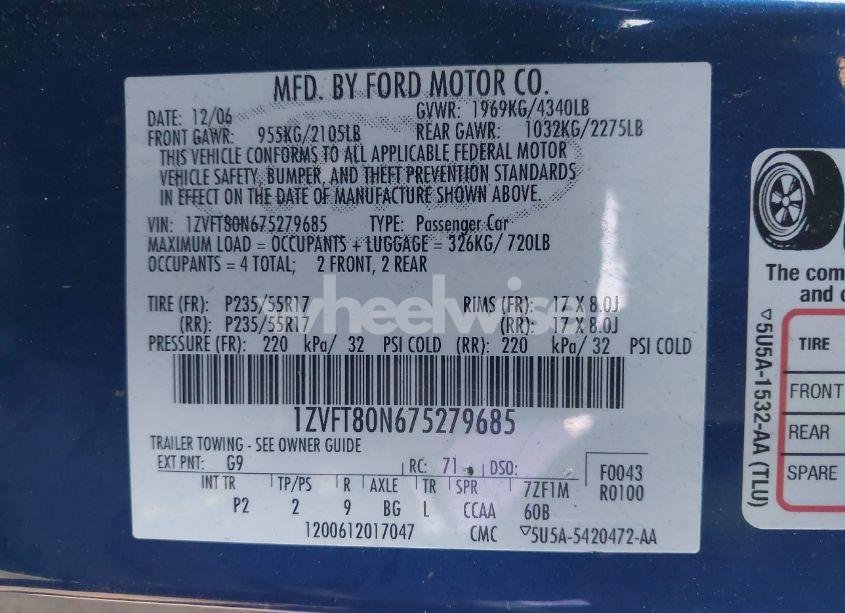 MFD. BY FORD MOTOR CO.
DATE: 12/06 GVWR: 1969KG/4340LB
FRONT GAWR: 955KG/2105LB REAR GAWR: 1032KG/2275LB
THIS VEHICLE CONFORMS TO ALL APPLICABLE FEDERAL MOTOR
VEHICLE SAFETY, BUMPER, AND THEFT PREVENTION STANDARDS
IN EFFECT ON THE DATE OF MANUFACTURE SHOWN ABOVE.
VIN: 1ZVFT80N675279685 TYPE: Passenger Car
MAXIMUM LOAD = OCCUPANTS + LUGGAGE = 326KG/ 720LB
OCCUPANTS = 4 TOTAL; 2 FRONT, 2 REAR
TIRE (FR): P235/55R17 RIMS (FR): 17 X 8.0J
(RR): P235/55R17 (RR): 17 X 8.0J
wheelwise
PRESSURE (FR): 220 kPa/ 32 PSI COLD (RR): 220 kPa/ 32 PSI COLD
1ZVFT80N675279685
TRAILER TOWING - SEE OWNER GUIDE
EXT PNT: G9 RC: 71 DSO: F0043
INT TR TP/PS R AXLE TR SPR 7ZF1M R0100
P2 2 9 BG L CCAA 60B
1200612017047 CMC ▽5U5A-5420472-AA
▽5U5A-1532-AA (TLU)
The com
and c
TIRE
FRONT
REAR
SPARE